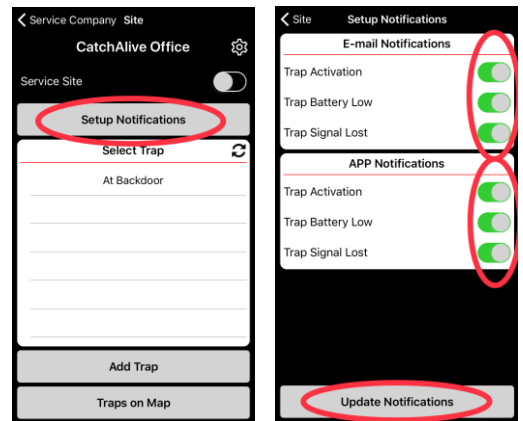 Service Company Site
CatchAlive Office
Service Site
Setup Notifications
Select Trap
At Backdoor
Add Trap
Traps on Map
Site Setup Notifications
E-mail Notifications
Trap Activation
Trap Battery Low
Trap Signal Lost
APP Notifications
Trap Activation
Trap Battery Low
Trap Signal Lost
Update Notifications